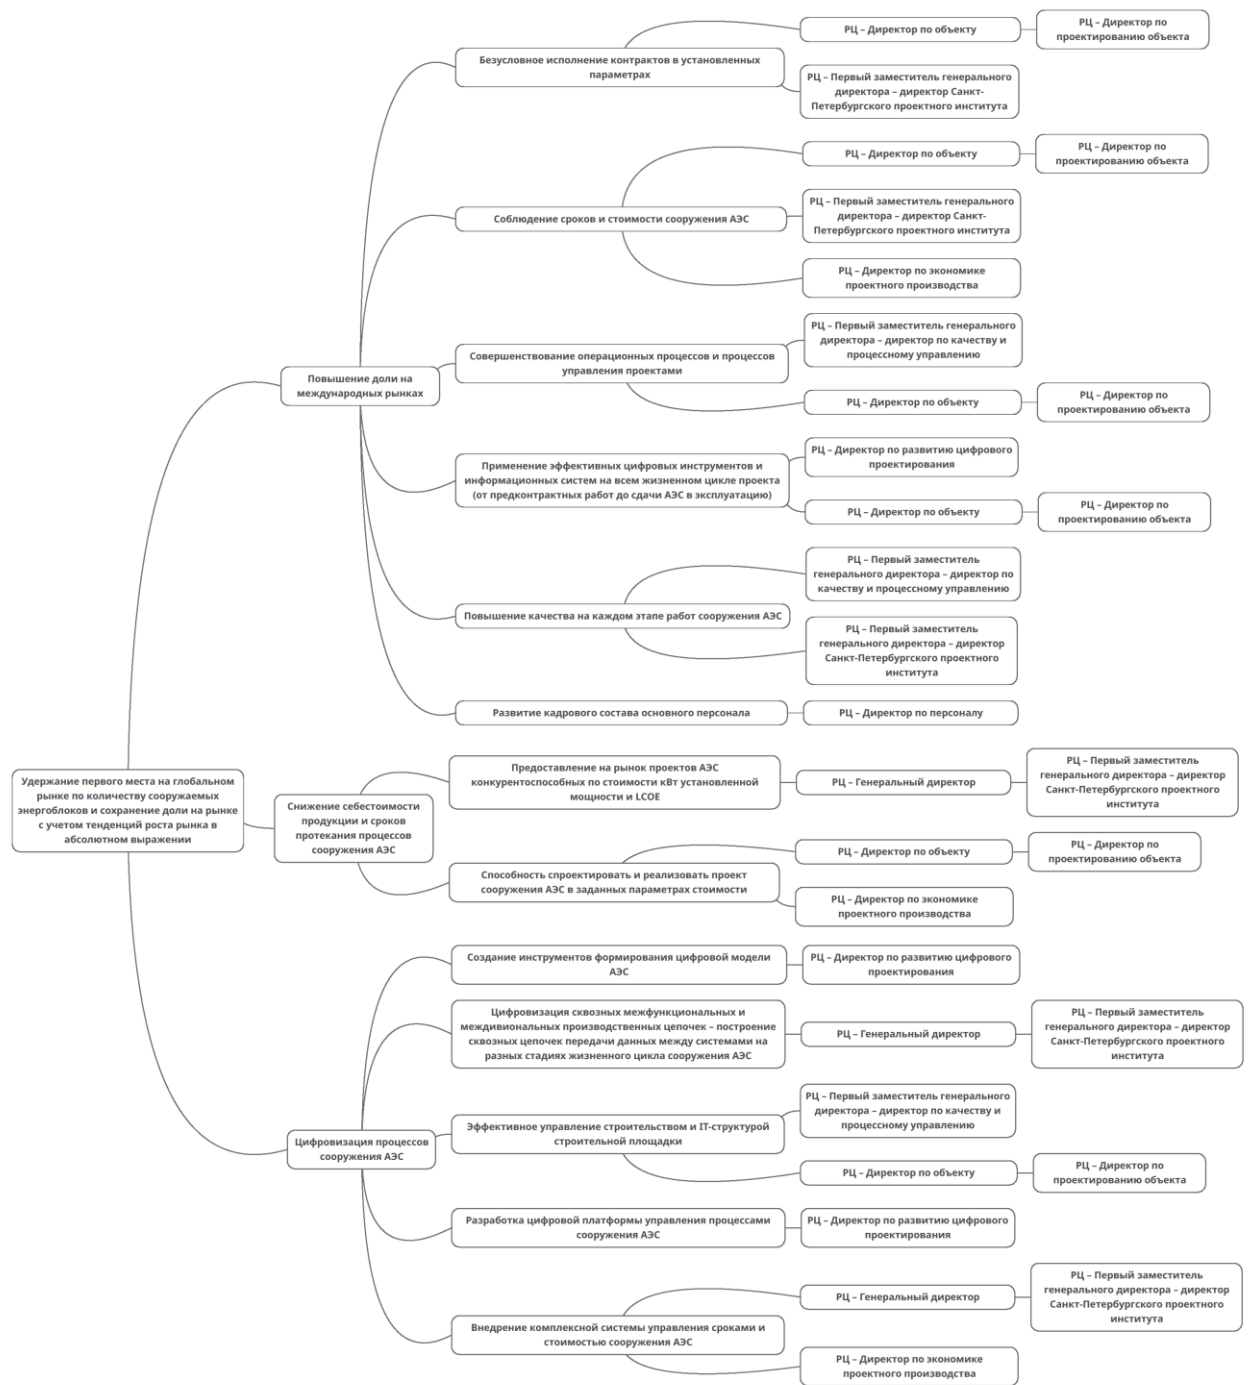 Удержание первого места на глобальном
рынке по количеству сооружаемых
энергоблоков и сохранение доли на рынке
с учетом тенденций роста рынка в
абсолютном выражении
Повышение доли на
международных рынках
Безусловное исполнение контрактов в установленных
параметрах
РЦ – Директор по объекту
РЦ – Директор по
проектированию объекта
РЦ – Первый заместитель генерального
директора – директор Санкт-
Петербургского проектного института
Соблюдение сроков и стоимости сооружения АЭС
РЦ – Директор по объекту
РЦ – Директор по
проектированию объекта
РЦ – Первый заместитель генерального
директора – директор Санкт-
Петербургского проектного института
РЦ – Директор по экономике
проектного производства
Совершенствование операционных процессов и процессов
управления проектами
РЦ – Первый заместитель генерального
директора – директор по качеству и
процессному управлению
РЦ – Директор по объекту
РЦ – Директор по
проектированию объекта
Применение эффективных цифровых инструментов и
информационных систем на всем жизненном цикле проекта
(от предконтрактных работ до сдачи АЭС в эксплуатацию)
РЦ – Директор по развитию цифрового
проектирования
РЦ – Директор по объекту
РЦ – Директор по
проектированию объекта
Повышение качества на каждом этапе работ сооружения АЭС
РЦ – Первый заместитель
генерального директора – директор по
качеству и процессному управлению
РЦ – Первый заместитель
генерального директора – директор
Санкт-Петербургского проектного
института
Развитие кадрового состава основного персонала
РЦ – Директор по персоналу
Снижение себестоимости
продукции и сроков
протекания процессов
сооружения АЭС
Предоставление на рынок проектов АЭС
конкурентоспособных по стоимости кВт установленной
мощности и LCOE
РЦ – Генеральный директор
РЦ – Первый заместитель
генерального директора – директор
Санкт-Петербургского проектного
института
Способность спроектировать и реализовать проект
сооружения АЭС в заданных параметрах стоимости
РЦ – Директор по объекту
РЦ – Директор по
проектированию объекта
РЦ – Директор по экономике
проектного производства
Цифровизация процессов
сооружения АЭС
Создание инструментов формирования цифровой модели
АЭС
РЦ – Директор по развитию цифрового
проектирования
Цифровизация сквозных межфункциональных и
междивиональных производственных цепочек – построение
сквозных цепочек передачи данных между системами на
разных стадиях жизненного цикла сооружения АЭС
РЦ – Генеральный директор
РЦ – Первый заместитель
генерального директора – директор
Санкт-Петербургского проектного
института
Эффективное управление строительством и IT-структурой
строительной площадки
РЦ – Первый заместитель генерального
директора – директор по качеству и
процессному управлению
РЦ – Директор по объекту
РЦ – Директор по
проектированию объекта
Разработка цифровой платформы управления процессами
сооружения АЭС
РЦ – Директор по развитию цифрового
проектирования
Внедрение комплексной системы управления сроками и
стоимостью сооружения АЭС
РЦ – Генеральный директор
РЦ – Первый заместитель
генерального директора – директор
Санкт-Петербургского проектного
института
РЦ – Директор по экономике
проектного производства